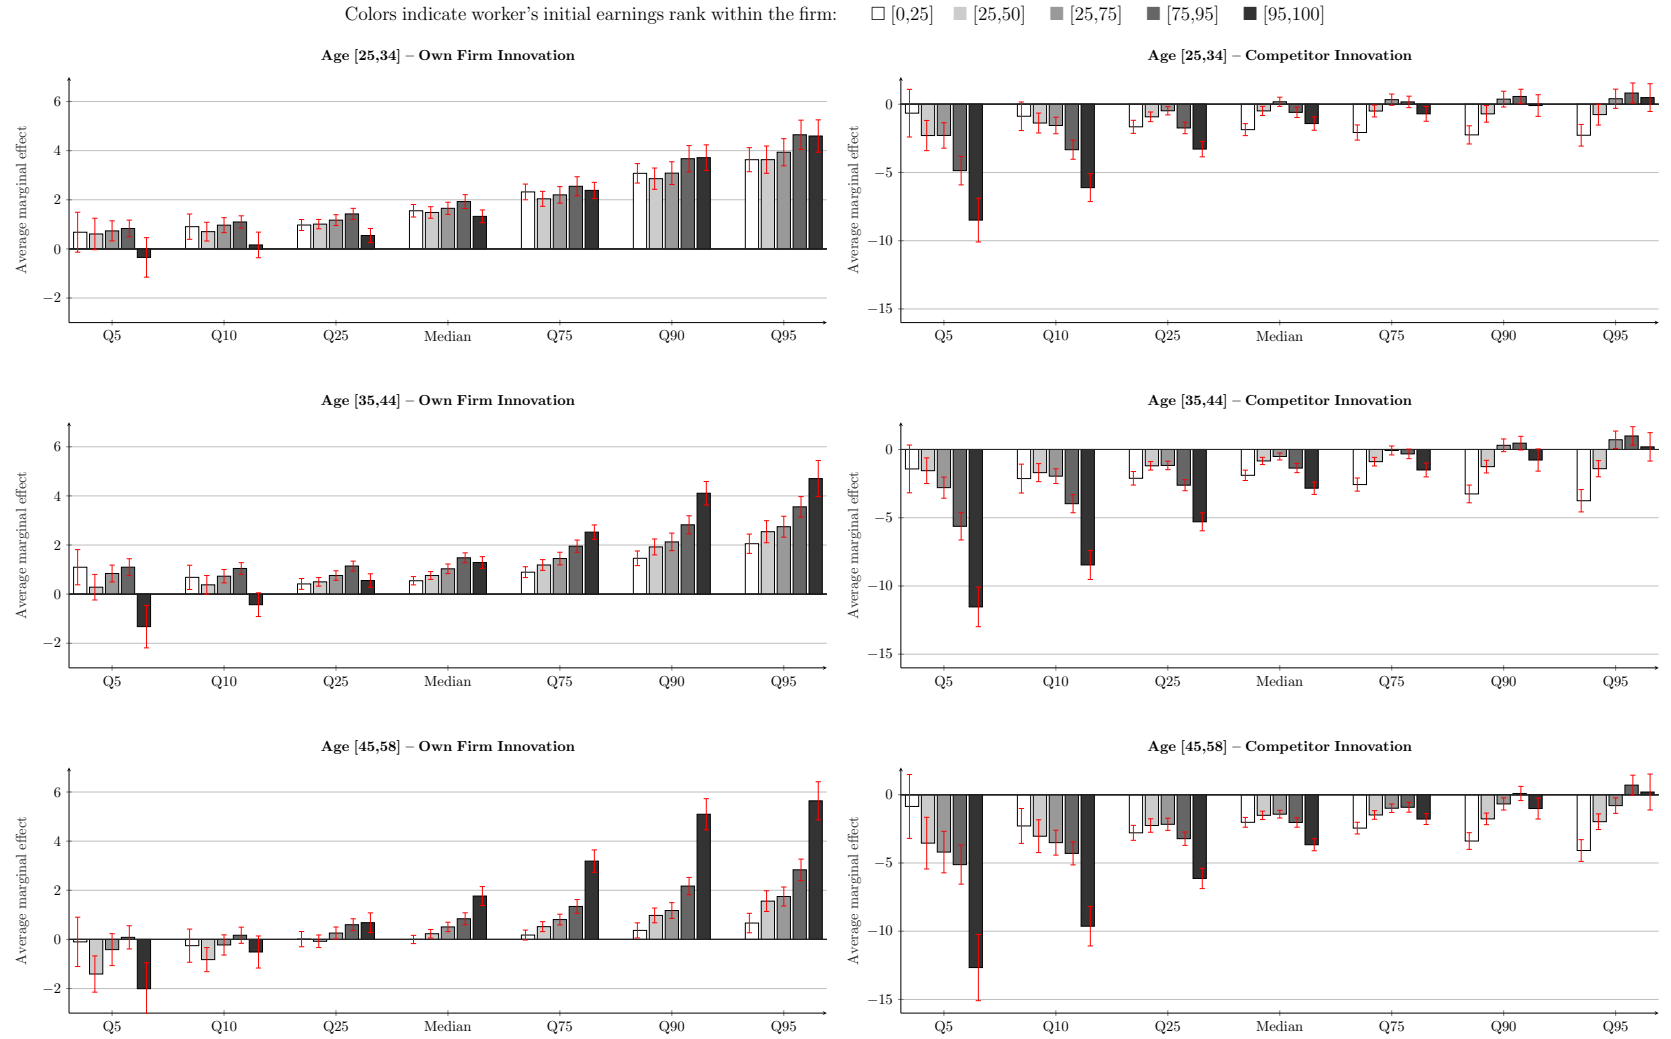 Colors indicate worker's initial earnings rank within the firm: [0,25] [25,50] [25,75] [75,95] [95,100]
Age [25,34] – Own Firm Innovation
Average marginal effect
6
4
2
0
−2
Q5 Q10 Q25 Median Q75 Q90 Q95
Age [25,34] – Competitor Innovation
Average marginal effect
0
−5
−10
−15
Q5 Q10 Q25 Median Q75 Q90 Q95
Age [35,44] – Own Firm Innovation
Average marginal effect
6
4
2
0
−2
Q5 Q10 Q25 Median Q75 Q90 Q95
Age [35,44] – Competitor Innovation
Average marginal effect
0
−5
−10
−15
Q5 Q10 Q25 Median Q75 Q90 Q95
Age [45,58] – Own Firm Innovation
Average marginal effect
6
4
2
0
−2
Q5 Q10 Q25 Median Q75 Q90 Q95
Age [45,58] – Competitor Innovation
Average marginal effect
0
−5
−10
−15
Q5 Q10 Q25 Median Q75 Q90 Q95